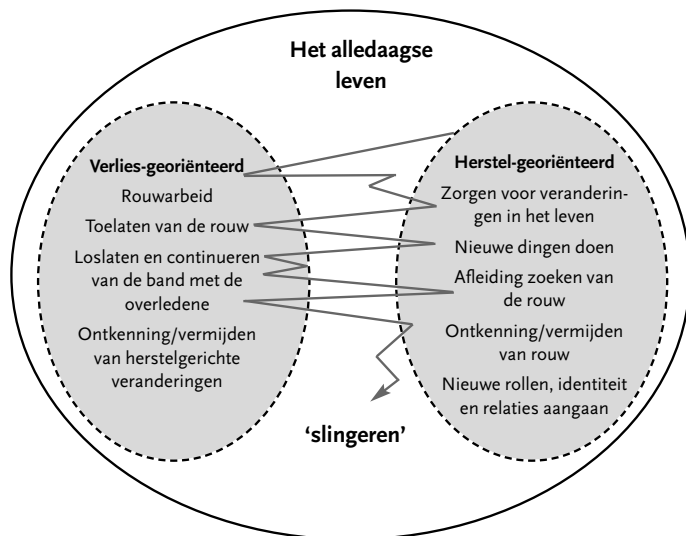 Het alledaagse
leven
Verlies-georiënteerd
Rouwarbeid
Toelaten van de rouw
Loslaten en continueren
van de band met de
overledene
Ontkenning/vermijden
van herstelgerichte
veranderingen
Herstel-georiënteerd
Zorgen voor veranderin-
gen in het leven
Nieuwe dingen doen
Afleiding zoeken van
de rouw
Ontkenning/vermijden
van rouw
Nieuwe rollen, identiteit
en relaties aangaan
‘slingeren’